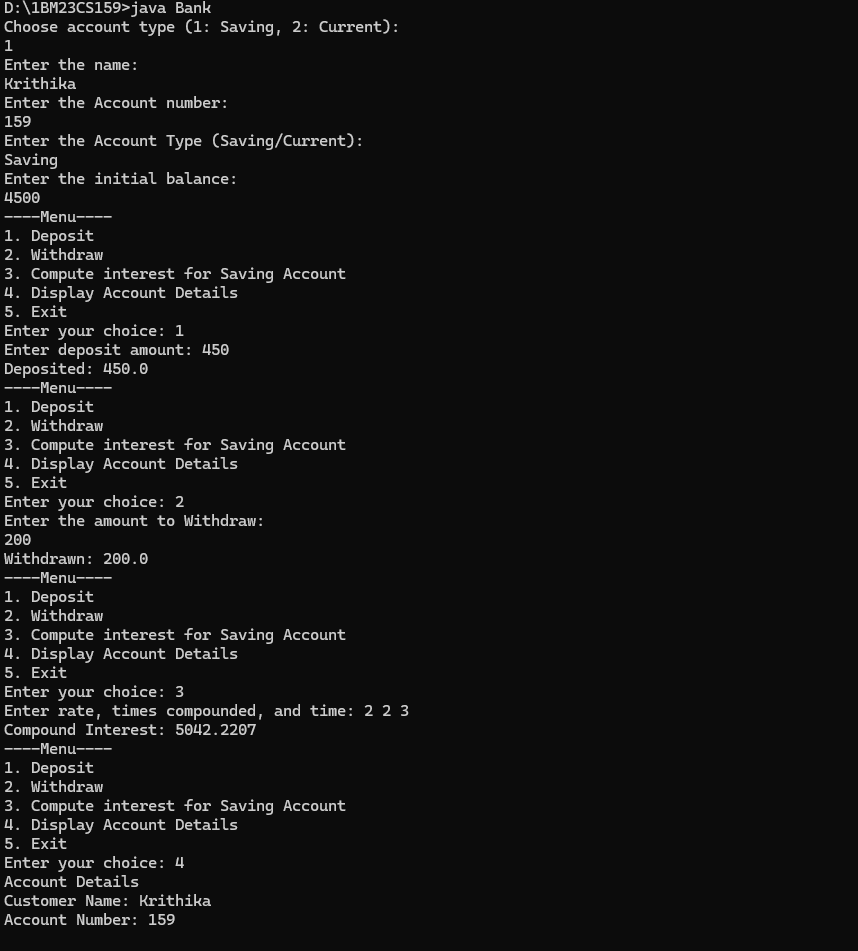 D:\1BM23CS159>java Bank
Choose account type (1: Saving, 2: Current):
1
Enter the name:
Krithika
Enter the Account number:
159
Enter the Account Type (Saving/Current):
Saving
Enter the initial balance:
4500
----Menu----
1. Deposit
2. Withdraw
3. Compute interest for Saving Account
4. Display Account Details
5. Exit
Enter your choice: 1
Enter deposit amount: 450
Deposited: 450.0
----Menu----
1. Deposit
2. Withdraw
3. Compute interest for Saving Account
4. Display Account Details
5. Exit
Enter your choice: 2
Enter the amount to Withdraw:
200
Withdrawn: 200.0
----Menu----
1. Deposit
2. Withdraw
3. Compute interest for Saving Account
4. Display Account Details
5. Exit
Enter your choice: 3
Enter rate, times compounded, and time: 2 2 3
Compound Interest: 5042.2207
----Menu----
1. Deposit
2. Withdraw
3. Compute interest for Saving Account
4. Display Account Details
5. Exit
Enter your choice: 4
Account Details
Customer Name: Krithika
Account Number: 159